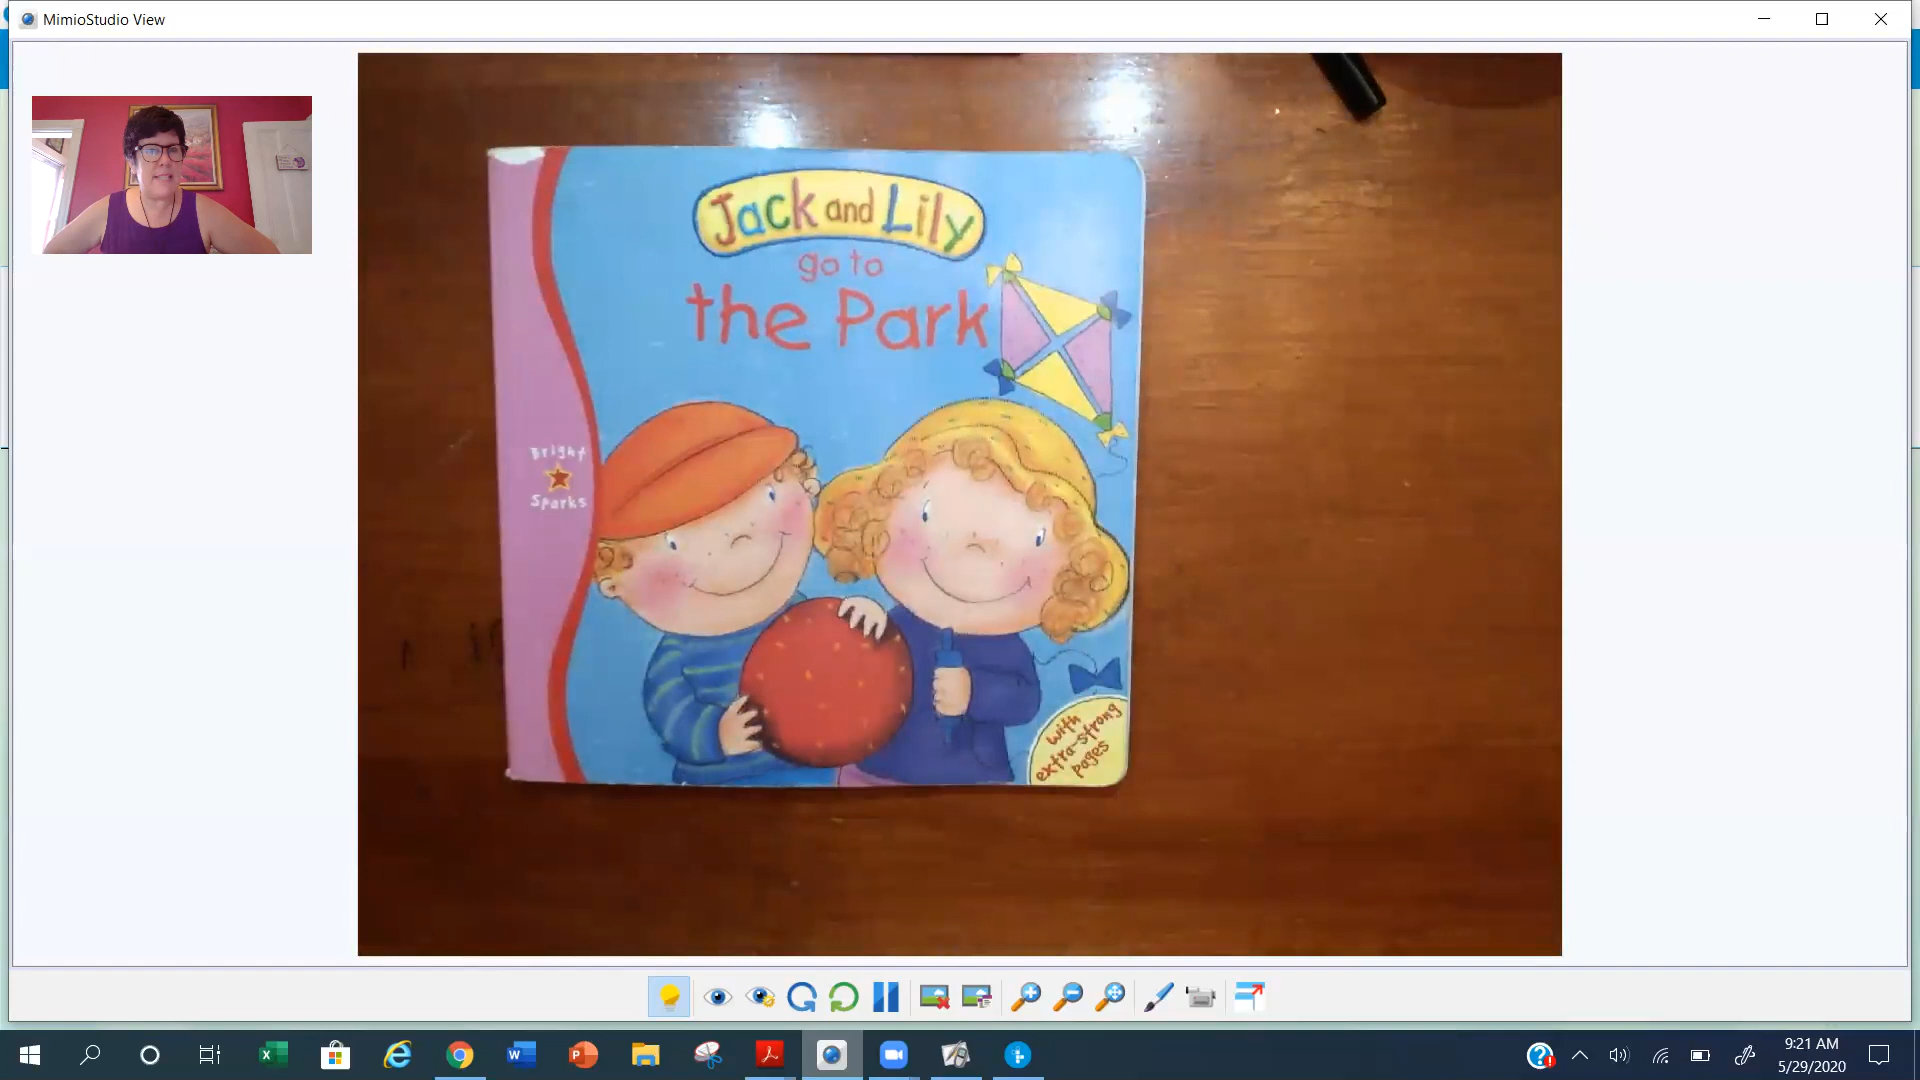 MimioStudio View
Jack and Lily
go to
the Park
Bright
Sparks
with
extra-strong
pages
9:21 AM
5/29/2020